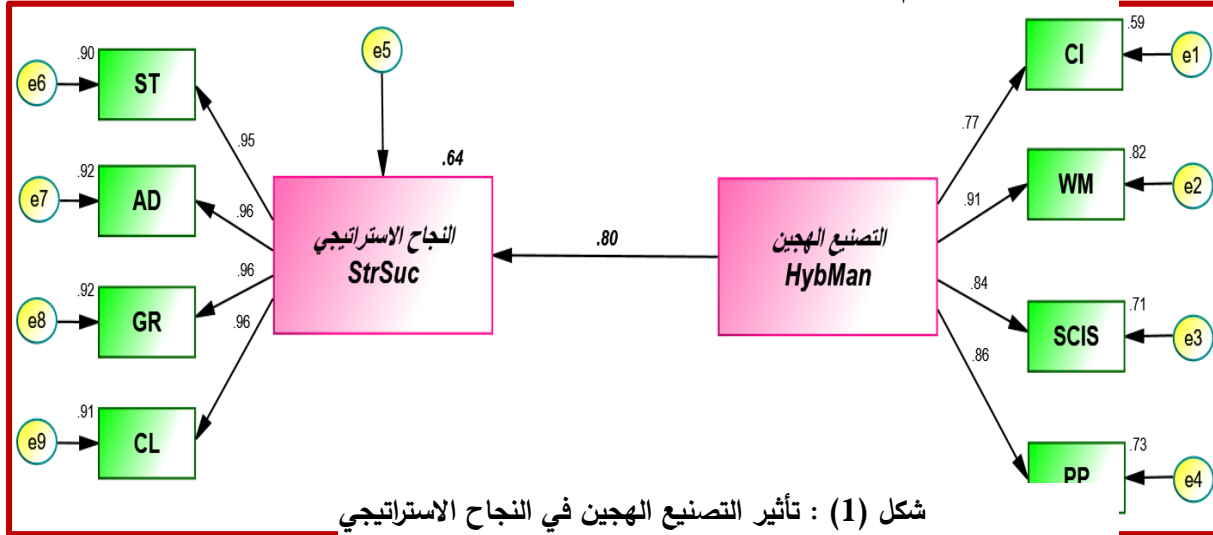 .59
.90
e5
CI
e1
e6
ST
.77
.95
.82
.92
.64
WM
e2
.91
AD
e7
.96
النجاح الاستراتيجي
StrSuc
.80
التصنيع الهجين
HybMan
.96
.84
.92
.71
GR
e8
SCIS
e3
.96
.86
.91
.73
CL
e9
PP
e4
شكل (1) : تأثير التصنيع الهجين في النجاح الاستراتيجي